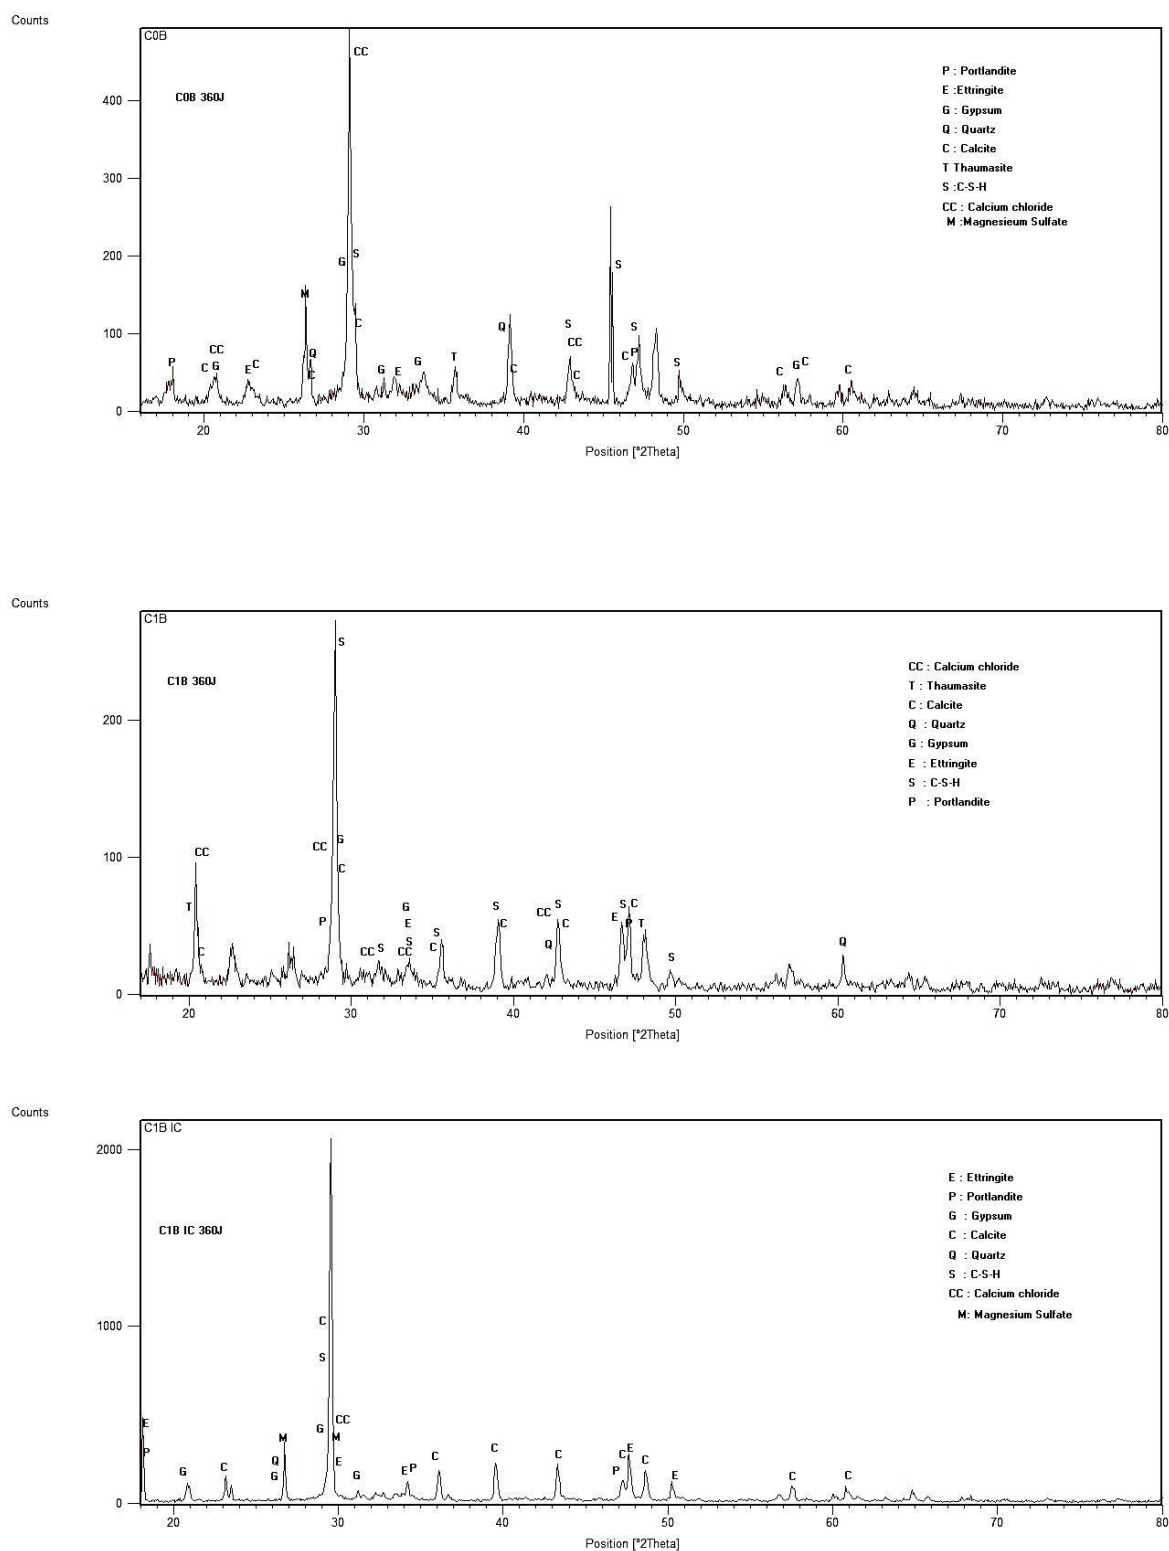 Counts
C0B
CC
P : Portlandite
E :Ettringite
C0B 360J
400
G : Gypsum
Q : Quartz
C : Calcite
T Thaumasite
300
S :C-S-H
CC : Calcium chloride
M :Magnesieum Sulfate
S
G
S
200
M
C
Q
S
CC
S
100
P
CC
C
G
C
E
Q
C
G
E
G
T
C
C
C
P
S
C
G
C
C
0
20
30
40
50
60
70
80
Position [°2Theta]
Counts
C1B
S
CC : Calcium chloride
C1B 360J
T : Thaumasite
C : Calcite
200
Q : Quartz
G : Gypsum
E : Ettringite
S : C-S-H
P : Portlandite
100
CC
CC
G
C
T
P
G
E
S
CC
S
E
S
C
P
T
C
CC
S
CC
S
C
C
Q
C
Q
S
0
20
30
40
50
60
70
80
Position [°2Theta]
Counts
C1B IC
2000
E : Ettringite
P : Portlandite
C1B IC 360J
G : Gypsum
C : Calcite
Q : Quartz
S : C-S-H
CC : Calcium chloride
M: Magnesium Sulfate
1000
C
S
E
G
CC
P
M
M
G
C
Q
G
E
G
E
P
C
C
C
P
C
E
C
E
C
C
0
20
30
40
50
60
70
80
Position [°2Theta]